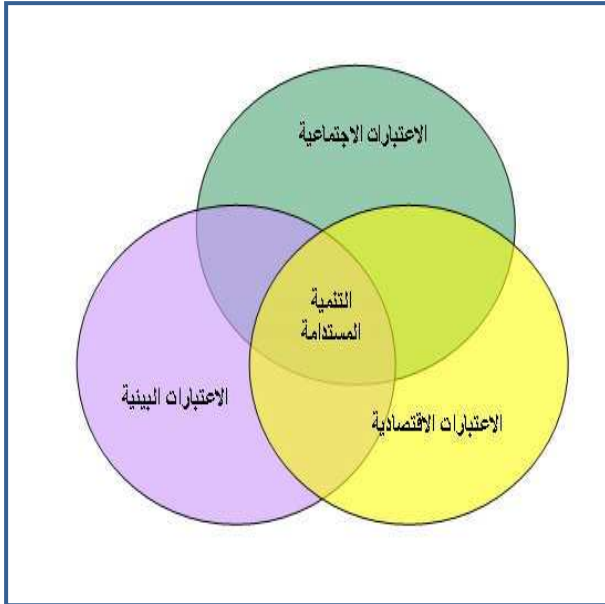 الاعتبارات الاجتماعية
التنمية
المستدامة
الاعتبارات البيئية
الاعتبارات الاقتصادية